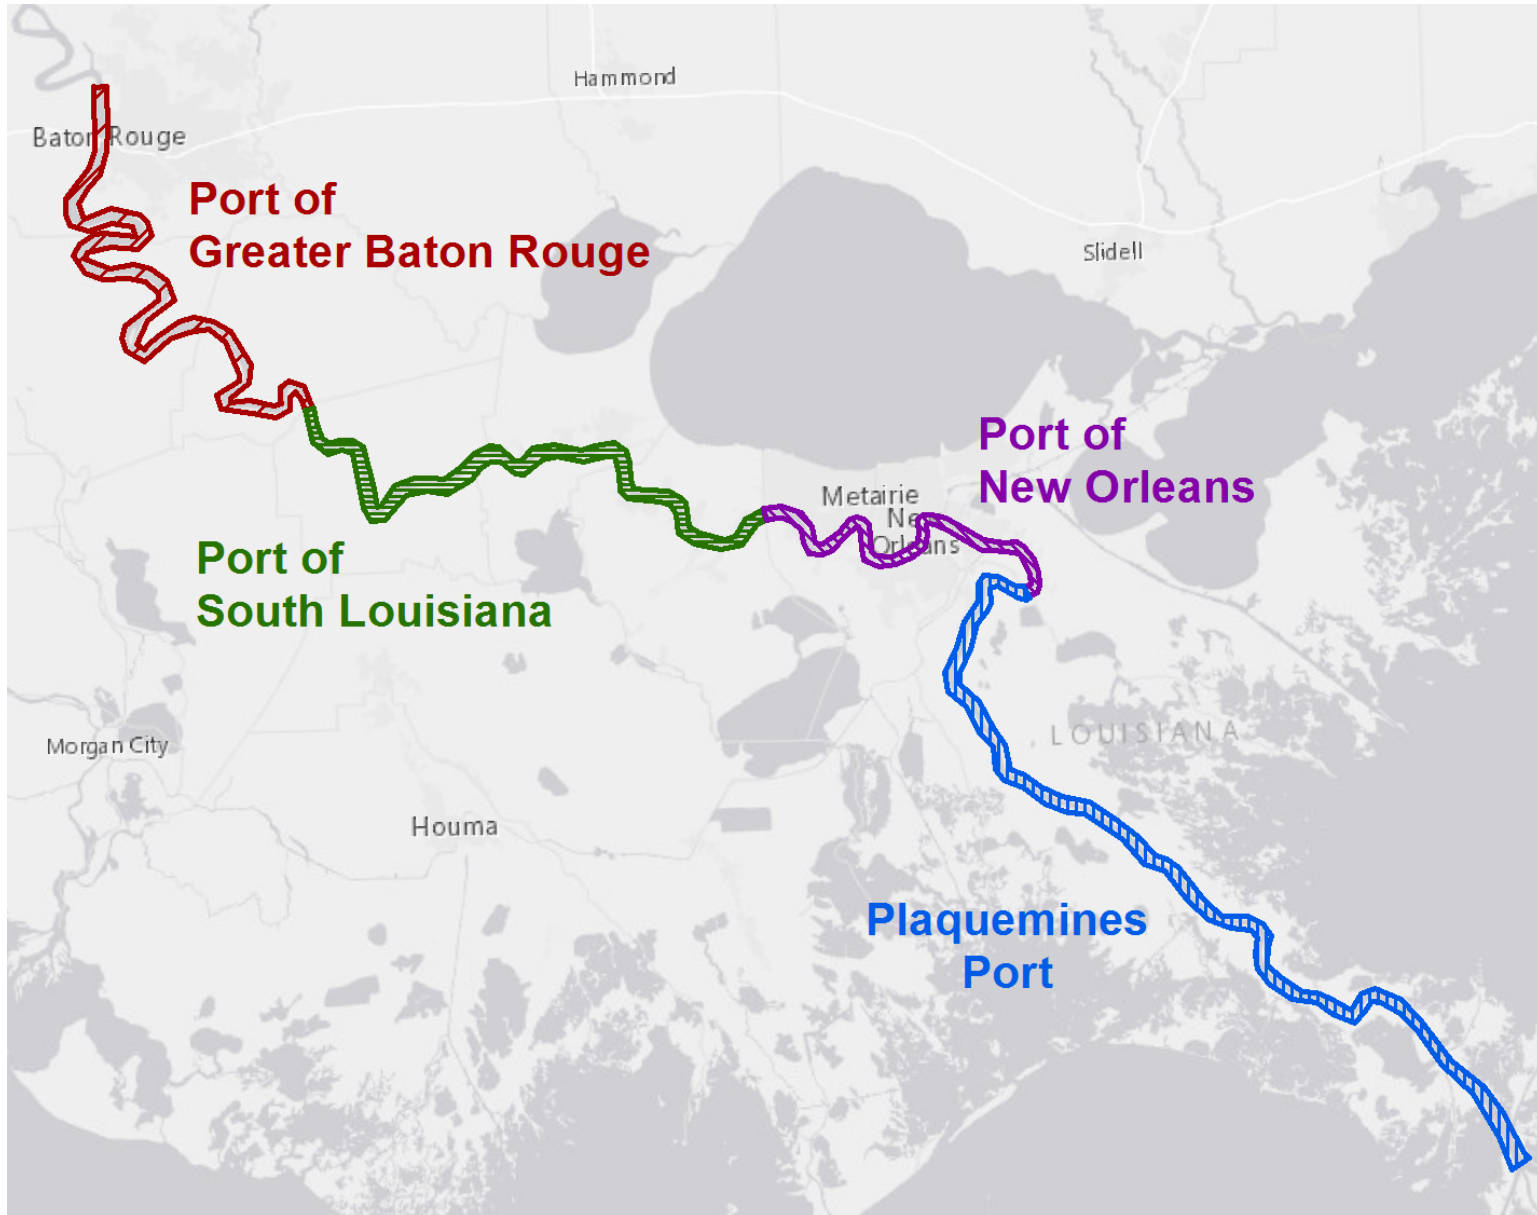 Hammond
Baton Rouge
Port of
Greater Baton Rouge
Slidell
Port of
New Orleans
Metairie
New
Orleans
Port of
South Louisiana
LOUISIANA
Morgan City
Houma
Plaquemines
Port